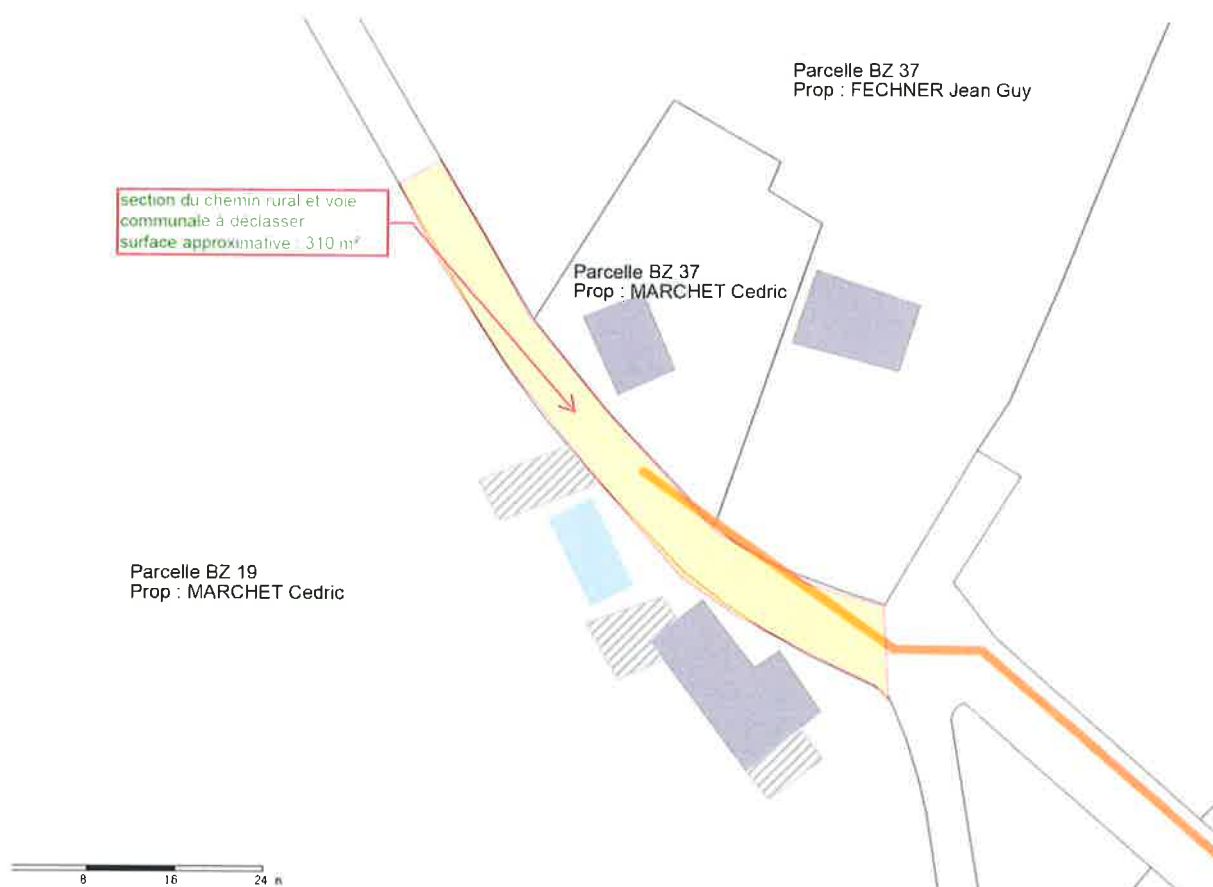 Parcelle BZ 37
Prop : FECHNER Jean Guy
section du chemin rural et voie
communale à déclasser
surface approximative : 310 m²
Parcelle BZ 37
Prop : MARCHET Cedric
Parcelle BZ 19
Prop : MARCHET Cedric
8 16 24 m